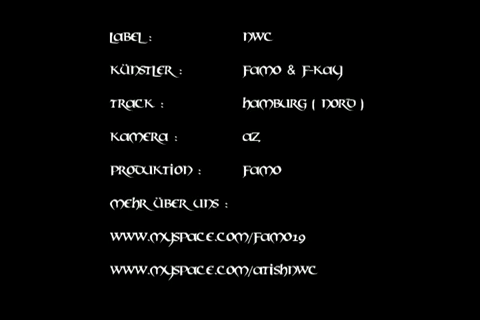 Label : NWC
Künstler : Famo & F-Kay
Track : Hamburg ( Nord )
Kamera : AZ
Produktion : Famo
Mehr über uns :
www.myspace.com/Famo19
www.myspace.com/atishnwc